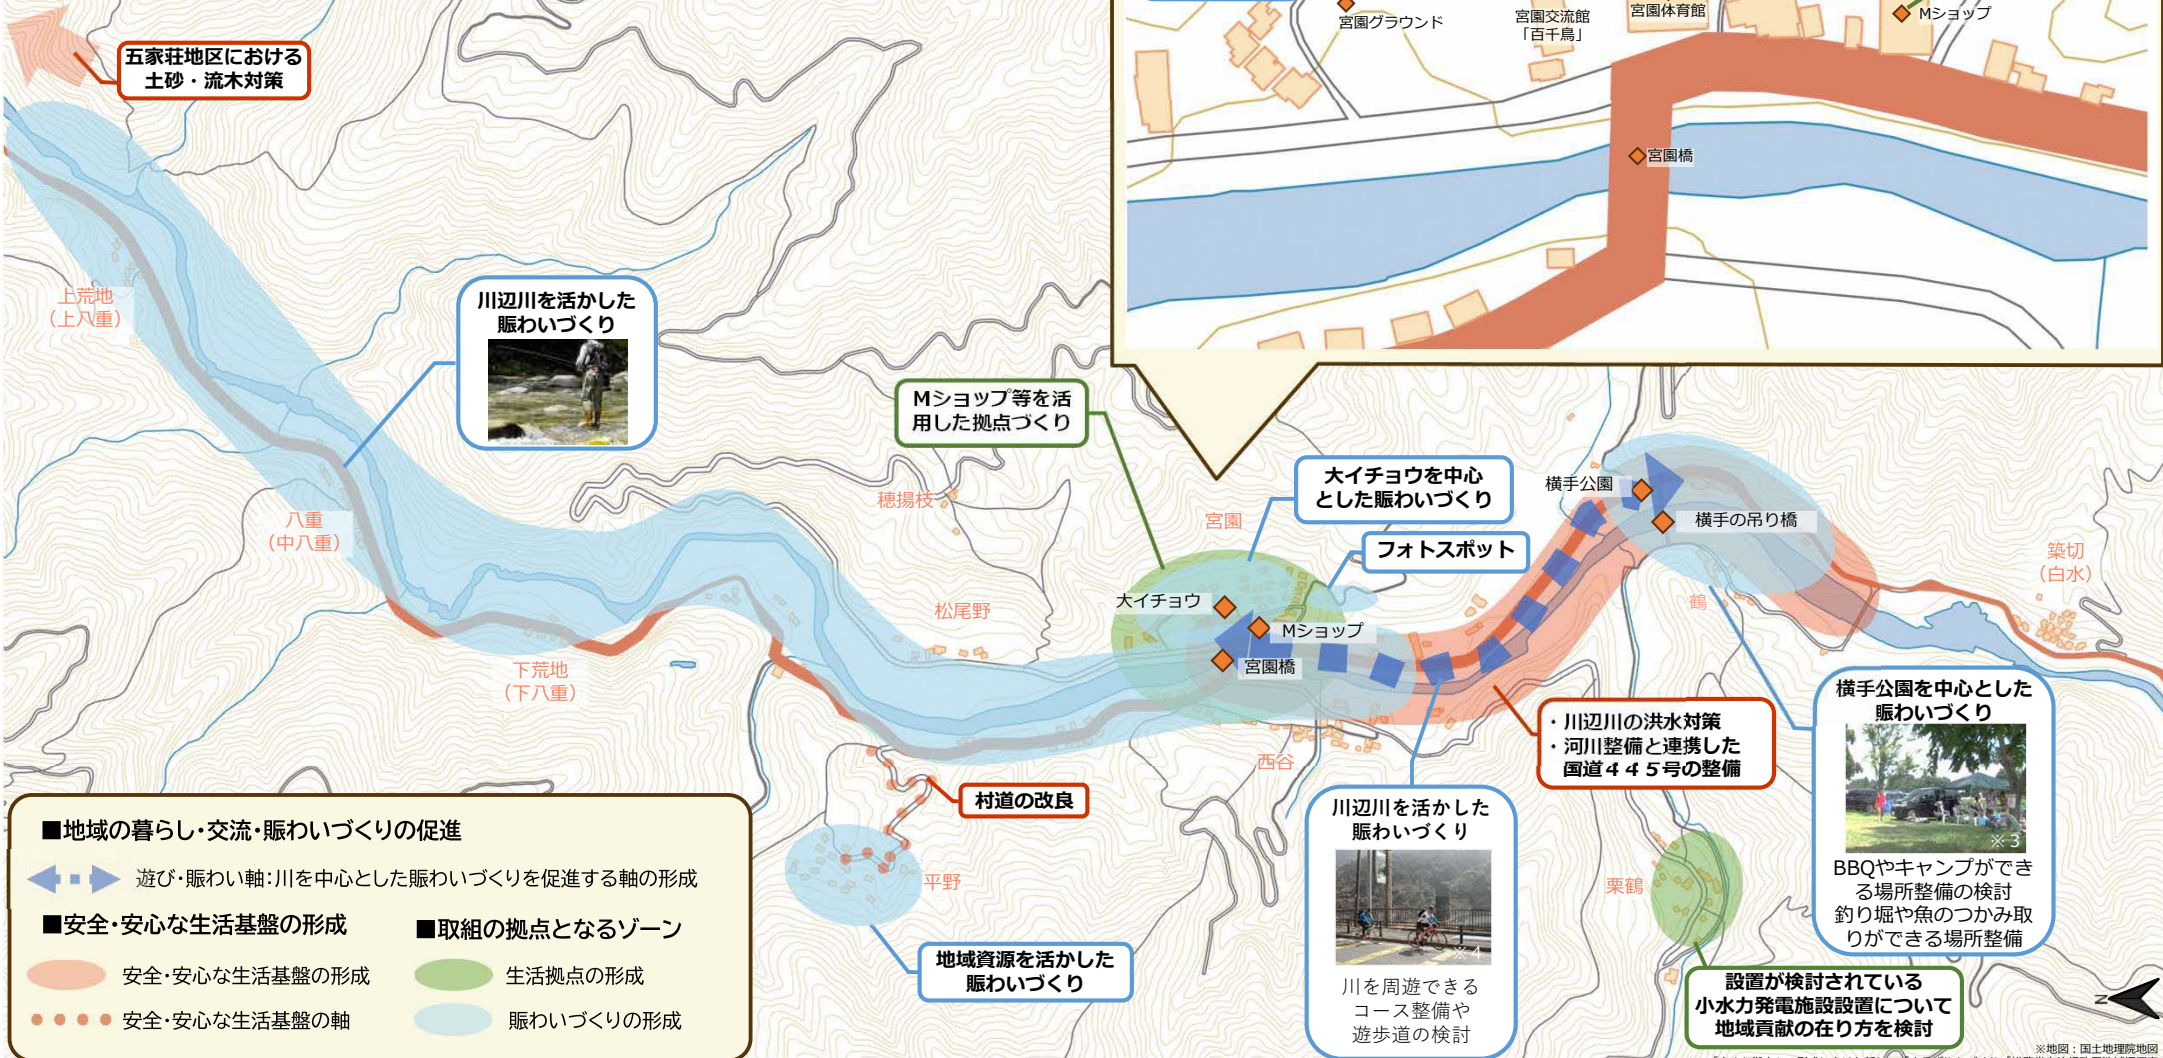 五家荘地区における
土砂・流木対策
宮園グラウンド
宮園交流館
「百千鳥」
宮園体育館
Mショップ
宮園橋
上荒地
（上八重）
川辺川を活かした
賑わいづくり
八重
（中八重）
下荒地
（下八重）
穂揚枝
松尾野
Mショップ等を活
用した拠点づくり
宮園
大イチョウを中心
とした賑わいづくり
フォトスポット
大イチョウ
Mショップ
宮園橋
西谷
横手公園
横手の吊り橋
鶴
築切
（白水）
・川辺川の洪水対策
・河川整備と連携した
国道４４５号の整備
横手公園を中心とした
賑わいづくり
※3
BBQやキャンプができ
る場所整備の検討
釣り堀や魚のつかみ取
りができる場所整備
川辺川を活かした
賑わいづくり
※4
川を周遊できる
コース整備や
遊歩道の検討
村道の改良
平野
地域資源を活かした
賑わいづくり
栗鶴
設置が検討されている
小水力発電施設設置について
地域貢献の在り方を検討
■地域の暮らし・交流・賑わいづくりの促進
遊び・賑わい軸：川を中心とした賑わいづくりを促進する軸の形成
■安全・安心な生活基盤の形成
安全・安心な生活基盤の形成
安全・安心な生活基盤の軸
■取組の拠点となるゾーン
生活拠点の形成
賑わいづくりの形成
N
※地図：国土地理院地図